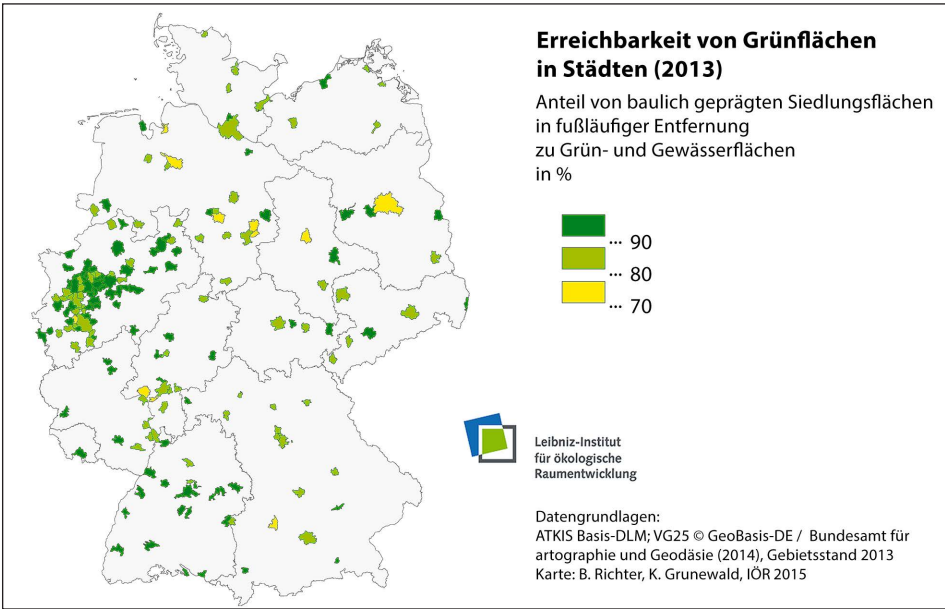 Erreichbarkeit von Grünflächen
in Städten (2013)
Anteil von baulich geprägten Siedlungsflächen
in fußläufiger Entfernung
zu Grün- und Gewässerflächen
in %
... 90
... 80
... 70
Leibniz-Institut
für ökologische
Raumentwicklung
Datengrundlagen:
ATKIS Basis-DLM; VG25 © GeoBasis-DE / Bundesamt für
artographie und Geodäsie (2014), Gebietsstand 2013
Karte: B. Richter, K. Grunewald, IÖR 2015